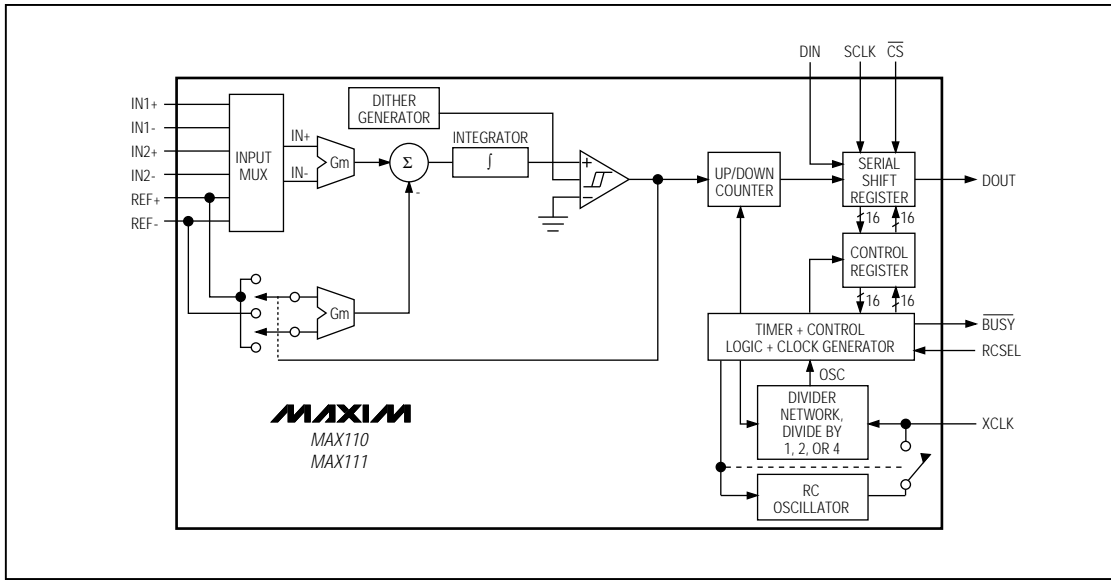 DIN
SCLK
CS
IN1+
IN1-
IN2+
IN2-
REF+
REF-
INPUT
MUX
IN+
IN-
Gm
DITHER
GENERATOR
Σ
-
INTEGRATOR
∫
+
−
UP/DOWN
COUNTER
SERIAL
SHIFT
REGISTER
DOUT
16
16
CONTROL
REGISTER
16
16
Gm
TIMER + CONTROL
LOGIC + CLOCK GENERATOR
BUSY
RCSEL
OSC
DIVIDER
NETWORK,
DIVIDE BY
1, 2, OR 4
XCLK
RC
OSCILLATOR
MAXIM
MAX110
MAX111